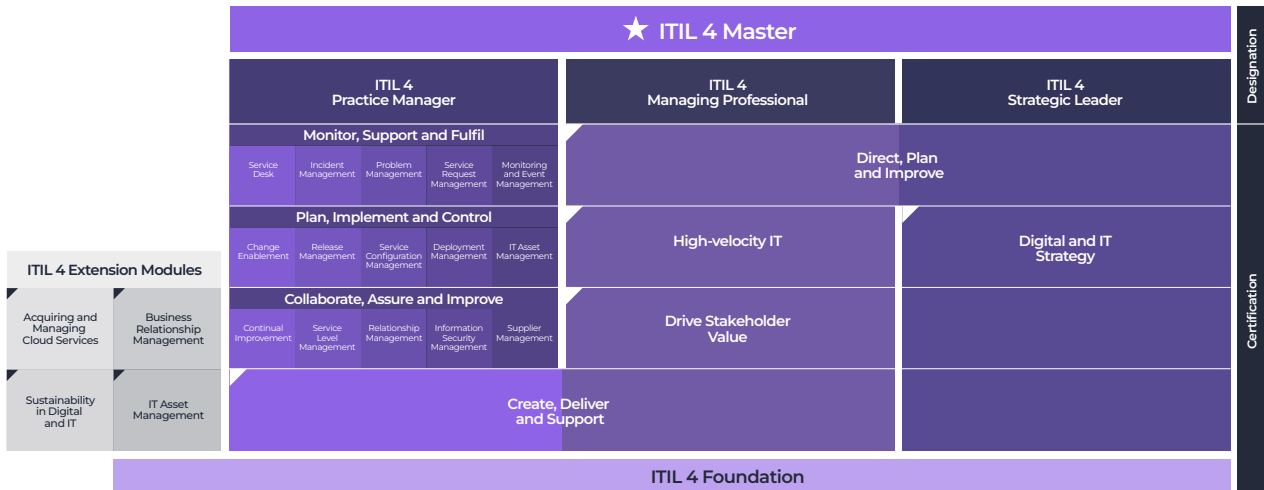 ★ ITIL 4 Master
Designation
ITIL 4
Practice Manager
ITIL 4
Managing Professional
ITIL 4
Strategic Leader
Certification
Monitor, Support and Fulfil
Service
Desk
Incident
Management
Problem
Management
Service
Request
Management
Monitoring
and Event
Management
Direct, Plan
and Improve
Plan, Implement and Control
Change
Enablement
Release
Management
Service
Configuration
Management
Deployment
Management
IT Asset
Management
High-velocity IT
Digital and IT
Strategy
Collaborate, Assure and Improve
Continual
Improvement
Service
Level
Management
Relationship
Management
Information
Security
Management
Supplier
Management
Drive Stakeholder
Value
Create, Deliver
and Support
ITIL 4 Extension Modules
Acquiring and
Managing
Cloud Services
Business
Relationship
Management
Sustainability
in Digital
and IT
IT Asset
Management
ITIL 4 Foundation